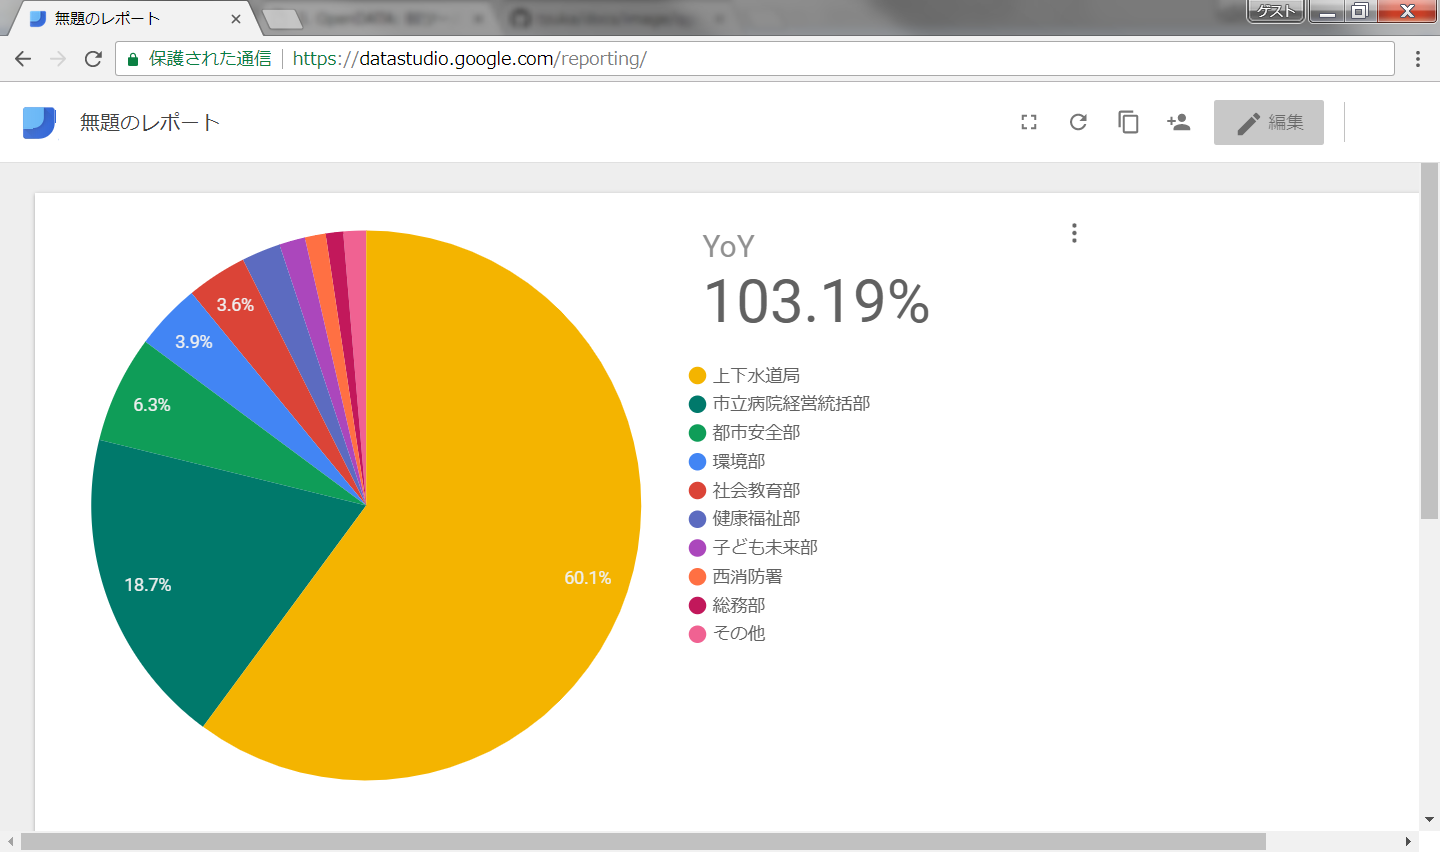 無題のレポート
ゲスト
保護された通信
https://datastudio.google.com/reporting/
無題のレポート
編集
YoY
103.19%
3.6%
3.9%
6.3%
18.7%
60.1%
上下水道局
市立病院経営統括部
都市安全部
環境部
社会教育部
健康福祉部
子ども未来部
西消防署
総務部
その他